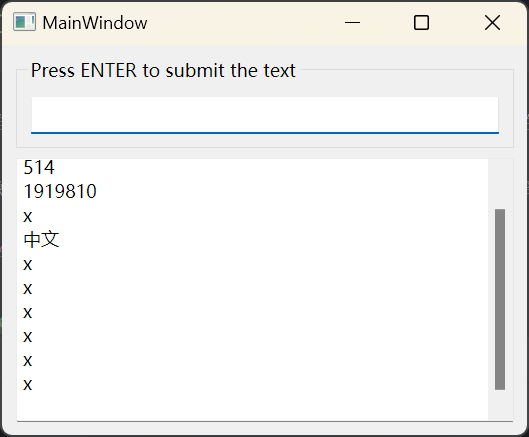 MainWindow
Press ENTER to submit the text
514
1919810
x
中文
x
x
x
x
x
x